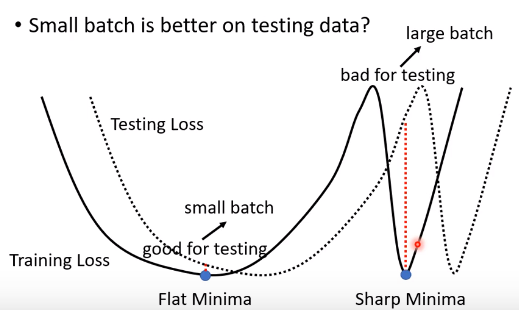 • Small batch is better on testing data?
large batch
bad for testing
Testing Loss
small batch
good for testing
Training Loss
Flat Minima
Sharp Minima